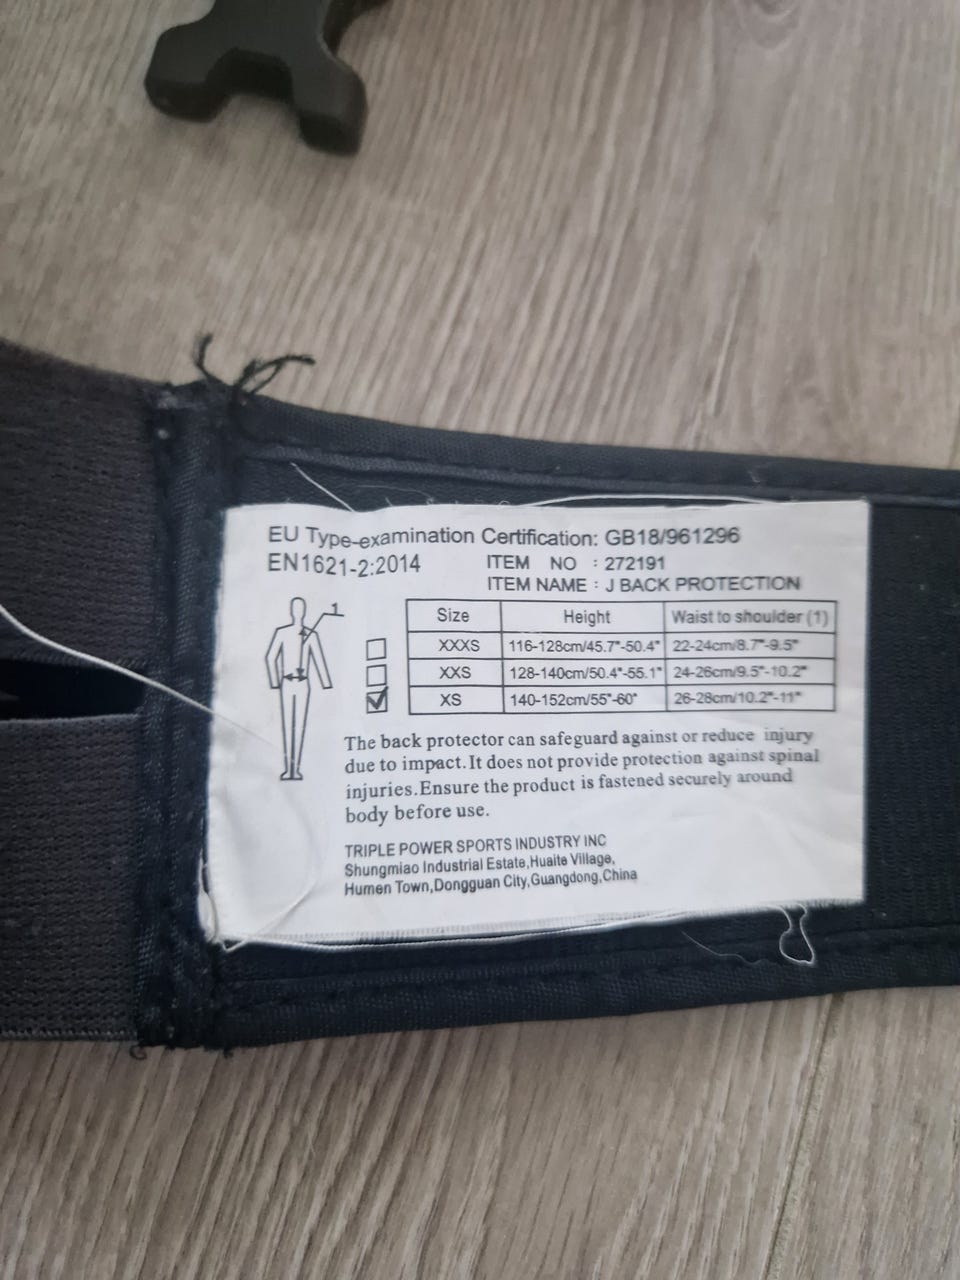 EU Type-examination Certification: GB18/961296
EN1621-2:2014
ITEM NO : 272191
ITEM NAME : J BACK PROTECTION
1
Size Height Waist to shoulder (1)
XXXS 116-128cm/45.7"-50.4" 22-24cm/8.7"-9.5"
XXS 128-140cm/50.4"-55.1" 24-26cm/9.5"-10.2"
XS 140-152cm/55"-60" 26-28cm/10.2"-11"
The back protector can safeguard against or reduce injury
due to impact.It does not provide protection against spinal
injuries.Ensure the product is fastened securely around
body before use.
TRIPLE POWER SPORTS INDUSTRY INC
Shungmiao Industrial Estate,Huaite Village,
Humen Town,Dongguan City,Guangdong,China